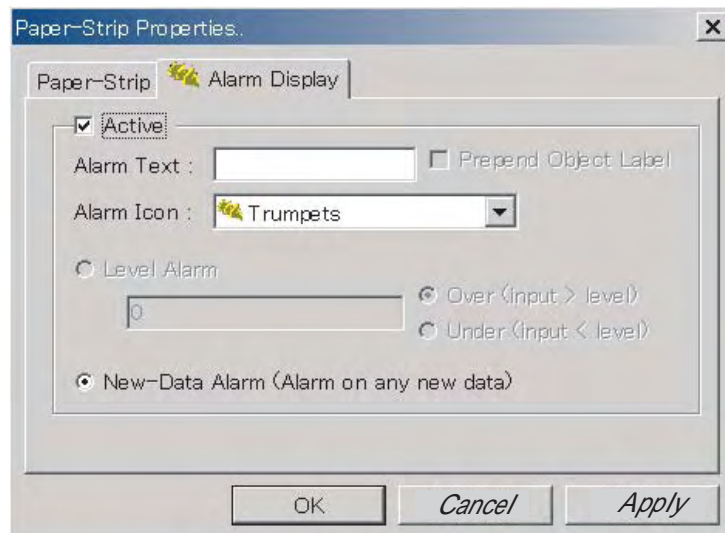 Paper-Strip Properties..
Paper-Strip
Alarm Display
Active
Alarm Text :
Prepend Object Label
Alarm Icon :
Trumpets
Level Alarm
0
Over (input > level)
Under (input < level)
New-Data Alarm (Alarm on any new data)
OK
Cancel
Apply